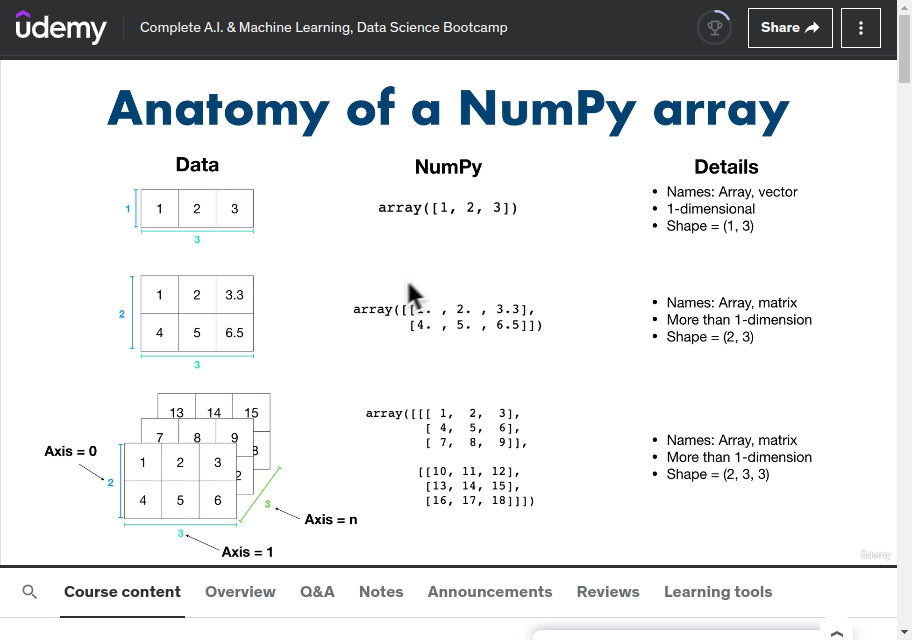 ûdemy
Complete A.I. & Machine Learning, Data Science Bootcamp
Share
Anatomy of a NumPy array
Data
NumPy
Details
1
1 2 3
3
array([1, 2, 3])
• Names: Array, vector
• 1-dimensional
• Shape = (1, 3)
2
1 2 3.3
4 5 6.5
3
array([[1. , 2. , 3.3],
[4. , 5. , 6.5]])
• Names: Array, matrix
• More than 1-dimension
• Shape = (2, 3)
13 14 15
7 8 9
8
1 2 3
2
4 5 6
Axis = 0
2
3
Axis = 1
3
Axis = n
array([[[ 1, 2, 3],
[ 4, 5, 6],
[ 7, 8, 9]],
[[10, 11, 12],
[13, 14, 15],
[16, 17, 18]]])
• Names: Array, matrix
• More than 1-dimension
• Shape = (2, 3, 3)
ûdemy
Course content Overview Q&A Notes Announcements Reviews Learning tools